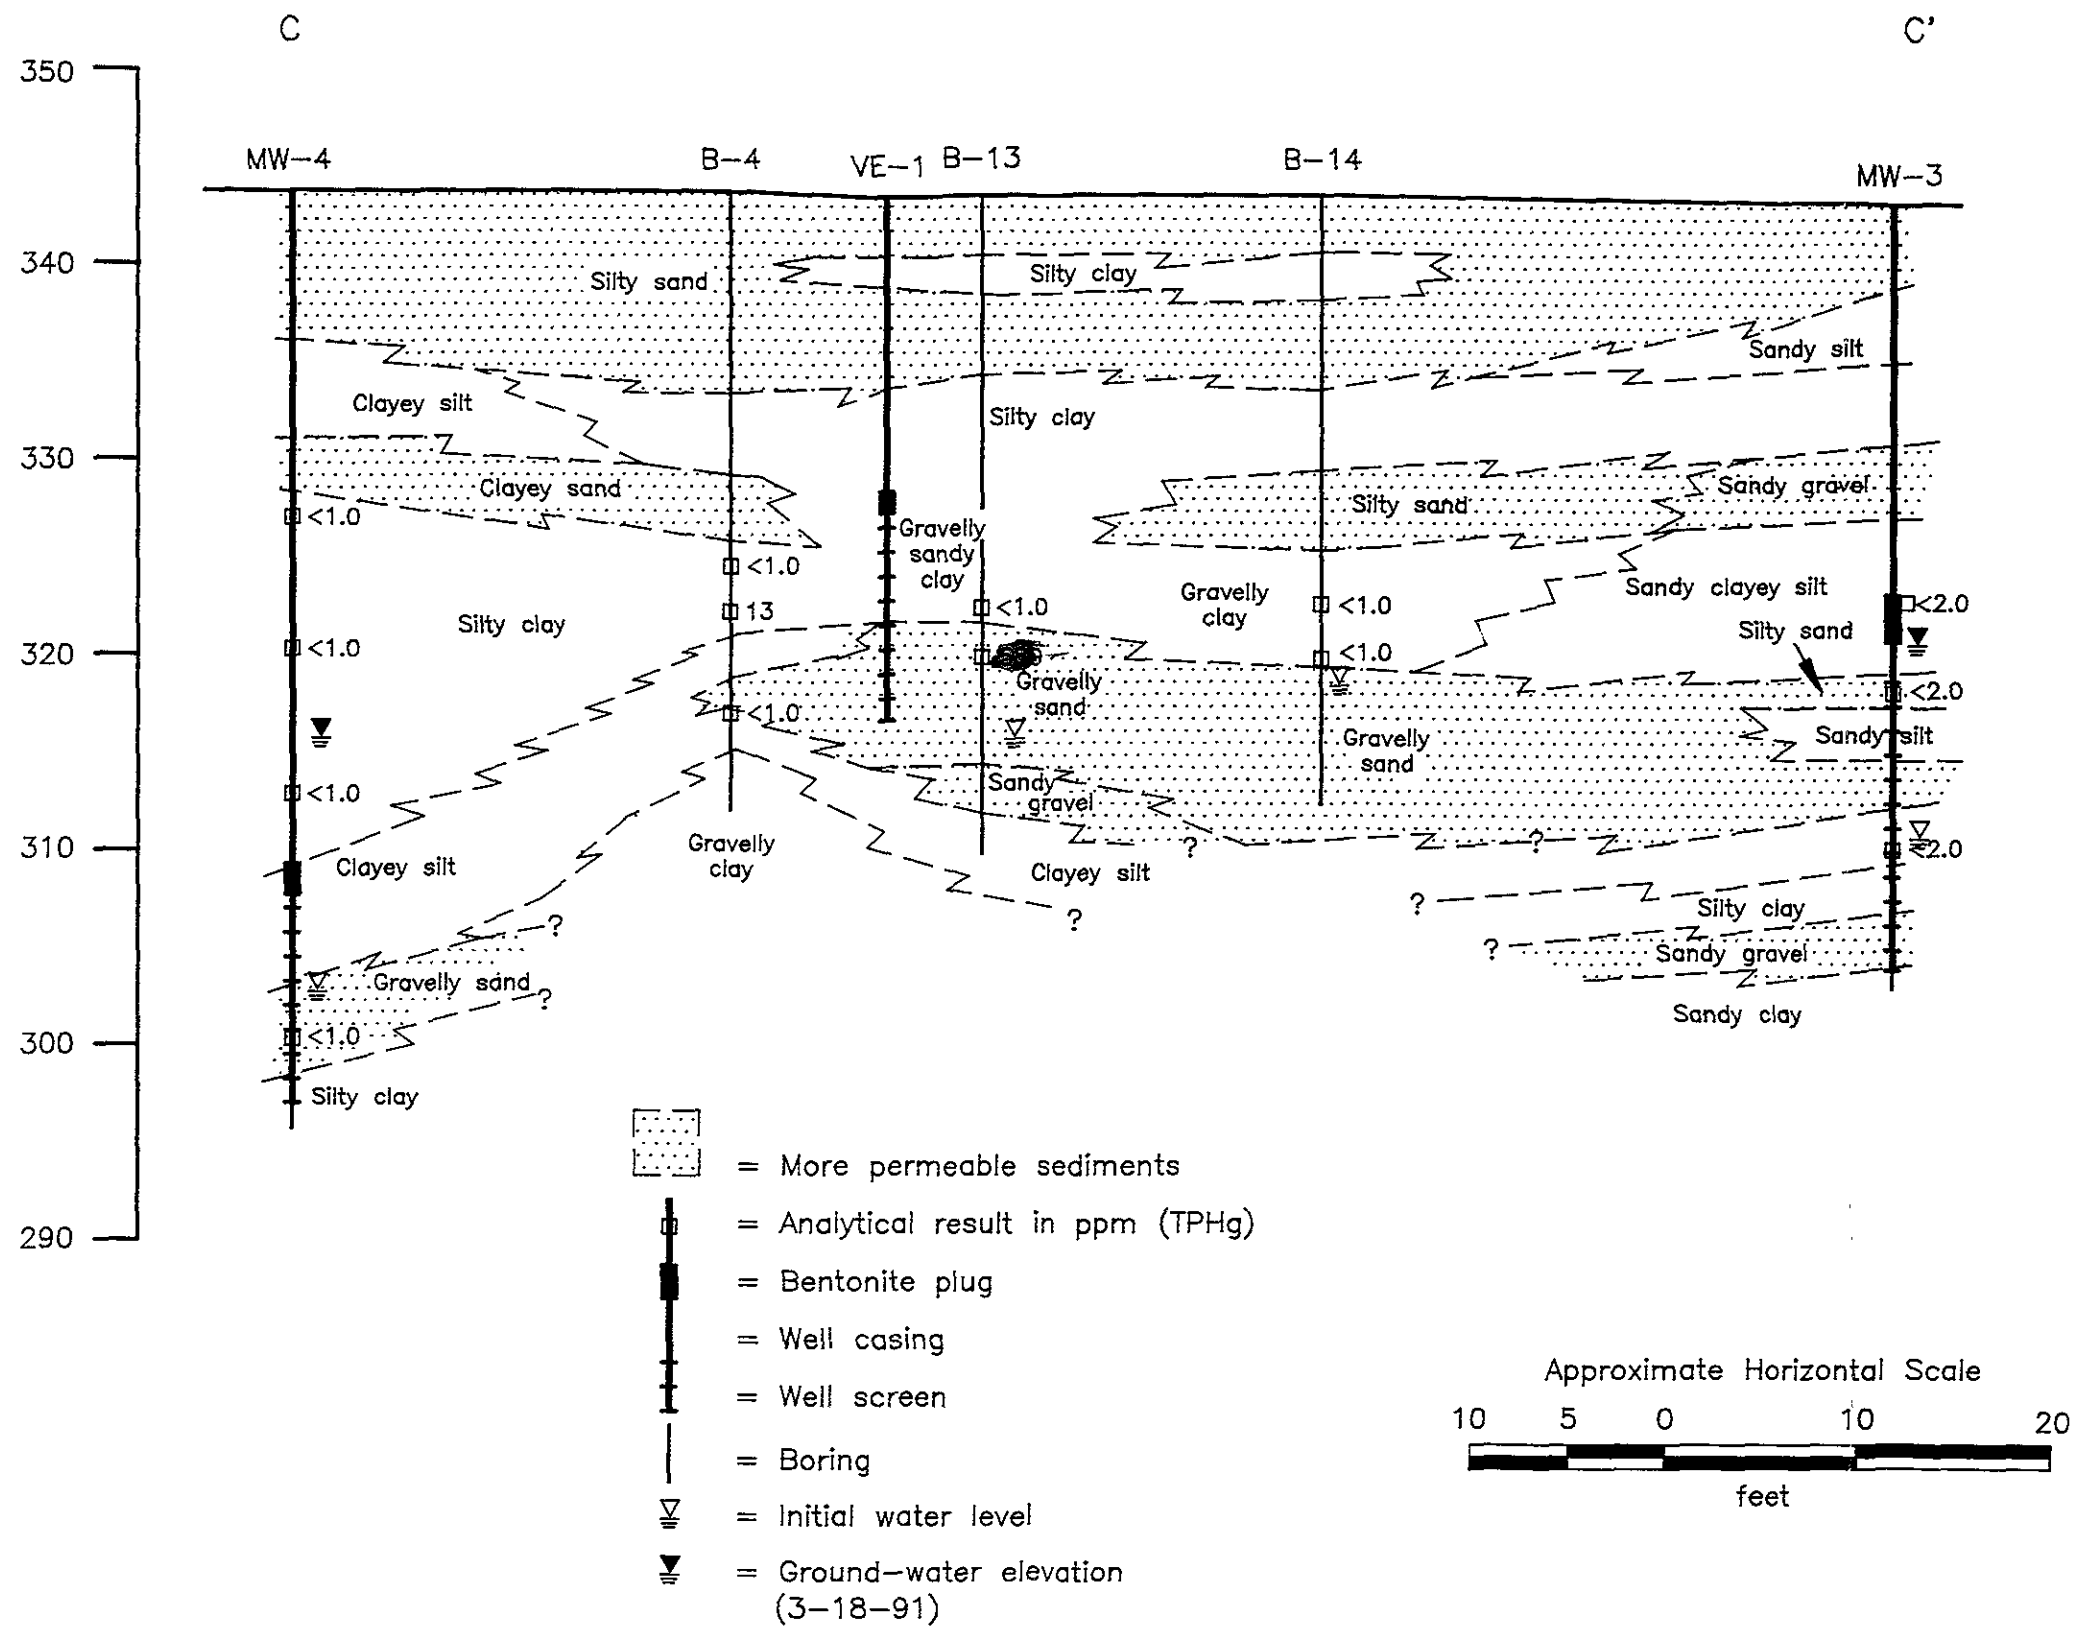 C C'
350
MW-4 B-4 VE-1 B-13 B-14 MW-3
340
Silty sand Silty clay
Sandy silt
Clayey silt Silty clay
330
Clayey sand Silty sand Sandy gravel
<1.0 Gravelly
sandy
clay
<1.0
Gravelly
clay
Sandy clayey silt
13 <1.0 <1.0 <2.0
Silty clay Silty sand
320
<1.0 <1.0
Gravelly
sand
<2.0
<1.0
Gravelly
sand
Sandy silt
<1.0
Sandy
gravel
310
Gravelly
clay
? ? <2.0
Clayey silt Clayey silt
? ? ? Silty clay
? Sandy gravel
Gravelly sand ?
Sandy clay
300
<1.0
Silty clay
= More permeable sediments
= Analytical result in ppm (TPHg)
290
= Bentonite plug
= Well casing
= Well screen
= Boring
= Initial water level
= Ground-water elevation
(3-18-91)
Approximate Horizontal Scale
10 5 0 10 20
feet